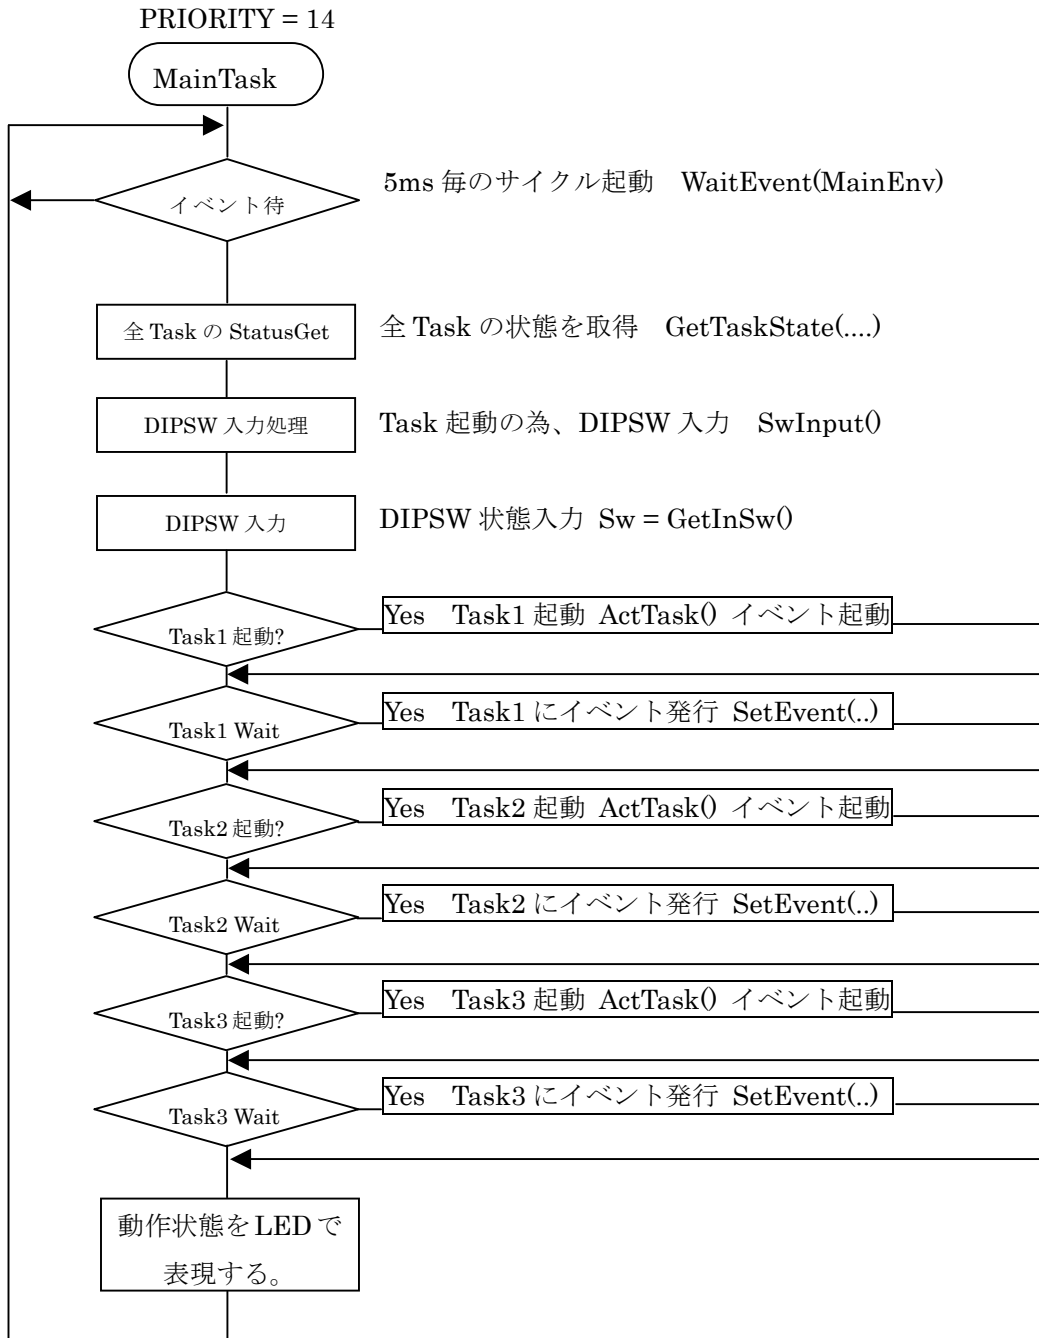 PRIORITY = 14
MainTask
イベント待
5ms 毎のサイクル起動　WaitEvent(MainEnv)
全 Task の StatusGet
全 Task の状態を取得　GetTaskState(....)
DIPSW 入力処理
Task 起動の為、DIPSW 入力　SwInput()
DIPSW 入力
DIPSW 状態入力 Sw = GetInSw()
Task1 起動?
Yes　Task1 起動 ActTask() イベント起動
Task1 Wait
Yes　Task1 にイベント発行 SetEvent(..)
Task2 起動?
Yes　Task2 起動 ActTask() イベント起動
Task2 Wait
Yes　Task2 にイベント発行 SetEvent(..)
Task3 起動?
Yes　Task3 起動 ActTask() イベント起動
Task3 Wait
Yes　Task3 にイベント発行 SetEvent(..)
動作状態を LED で
表現する。